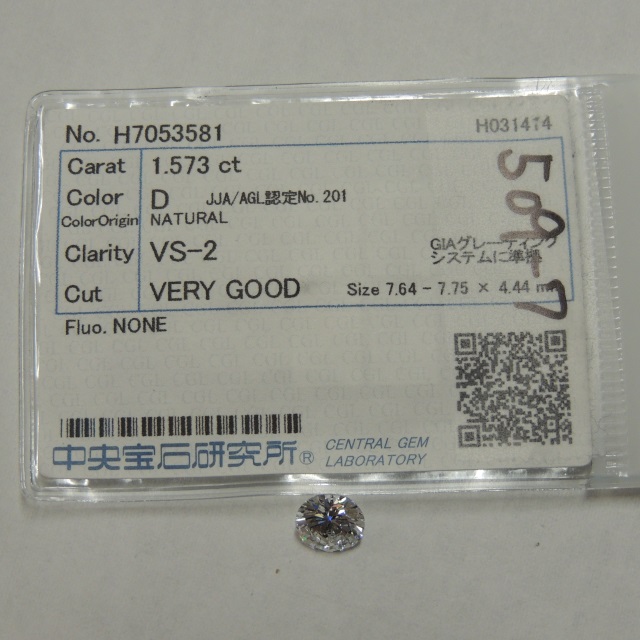 No. H7053581
H031414
Carat 1.573 ct
Color D JJA/AGL認定No.201
ColorOrigin NATURAL
Clarity VS-2
GIAグレーディング
システムに準拠
Cut VERY GOOD Size 7.64 - 7.75 × 4.44 mm
509-7
Fluo. NONE
中央宝石研究所® CENTRAL GEM
LABORATORY